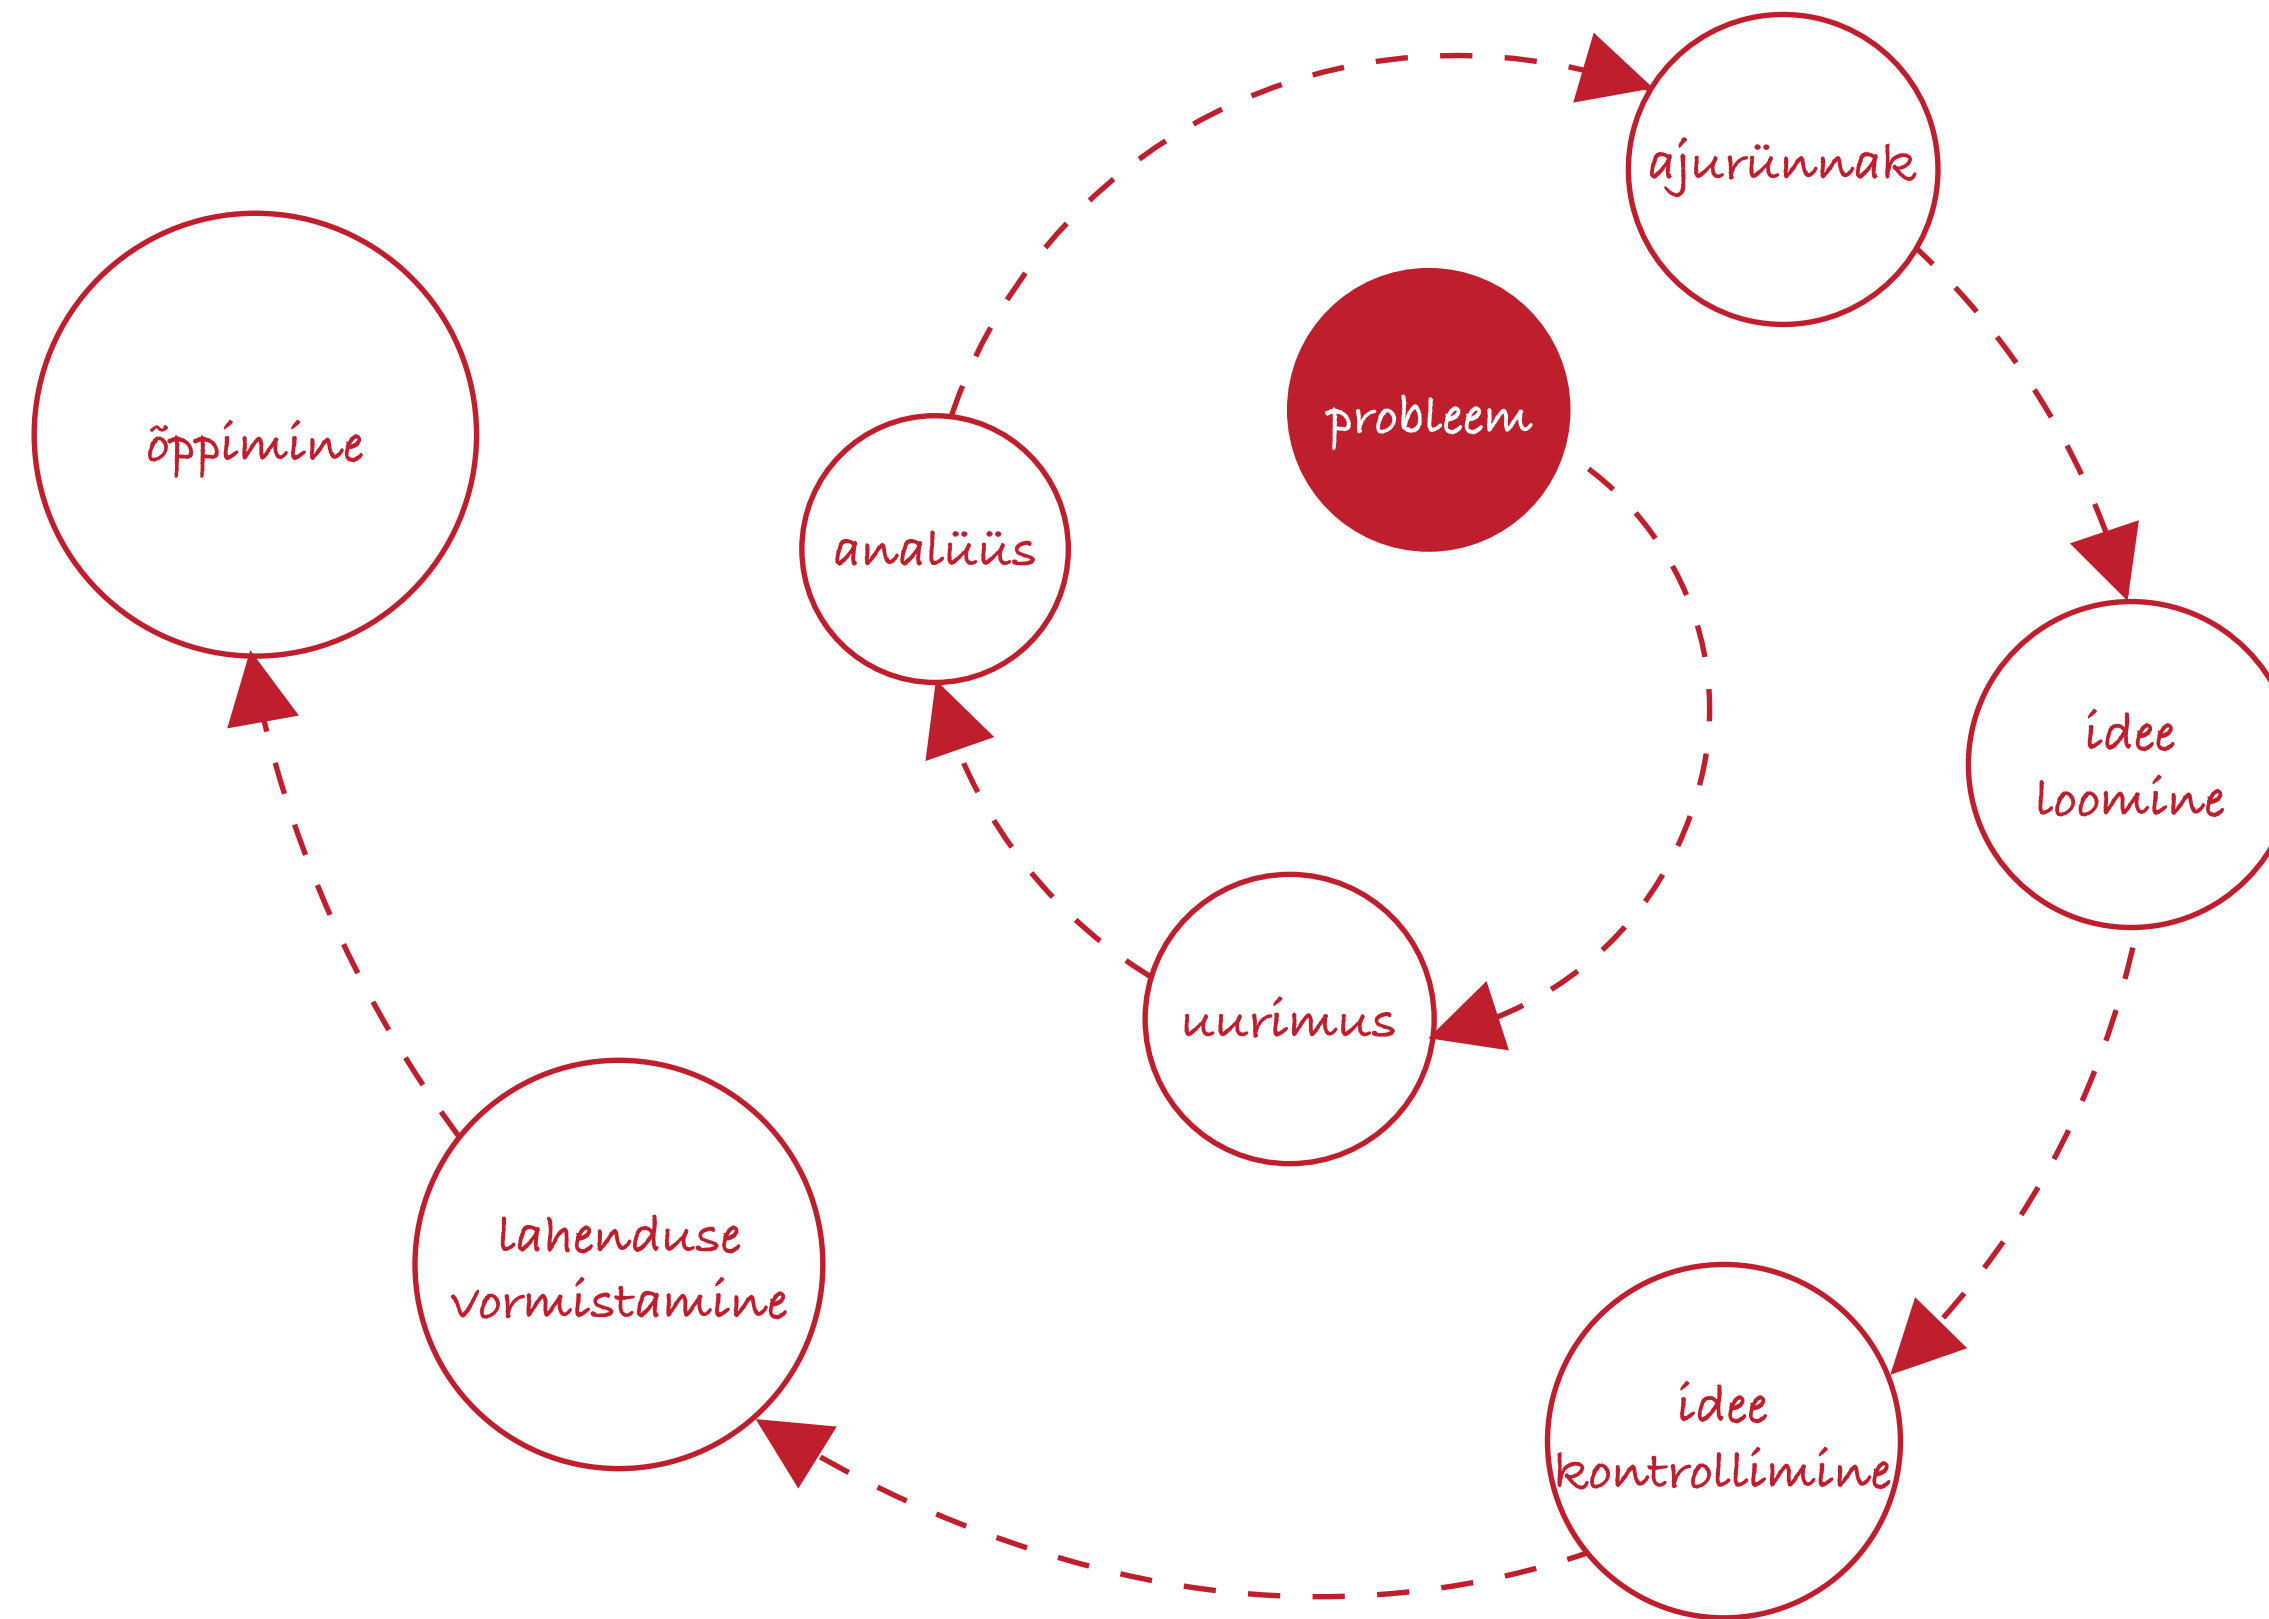 probleem
uurimus
analüüs
ajurünnak
idee
loomine
idee
kontrollimine
lahenduse
vormistamine
õppimine